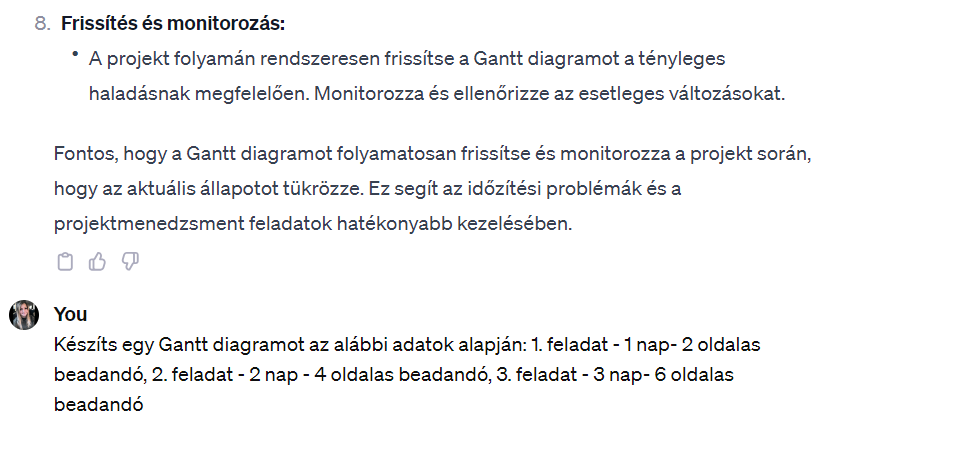 8. Frissítés és monitorozás:
• A projekt folyamán rendszeresen frissítse a Gantt diagramot a tényleges
haladásnak megfelelően. Monitorozza és ellenőrizze az esetleges változásokat.
Fontos, hogy a Gantt diagramot folyamatosan frissítse és monitorozza a projekt során,
hogy az aktuális állapotot tükrözze. Ez segít az időzítési problémák és a
projektmenedzsment feladatok hatékonyabb kezelésében.
You
Készíts egy Gantt diagramot az alábbi adatok alapján: 1. feladat - 1 nap- 2 oldalas
beadandó, 2. feladat - 2 nap - 4 oldalas beadandó, 3. feladat - 3 nap- 6 oldalas
beadandó